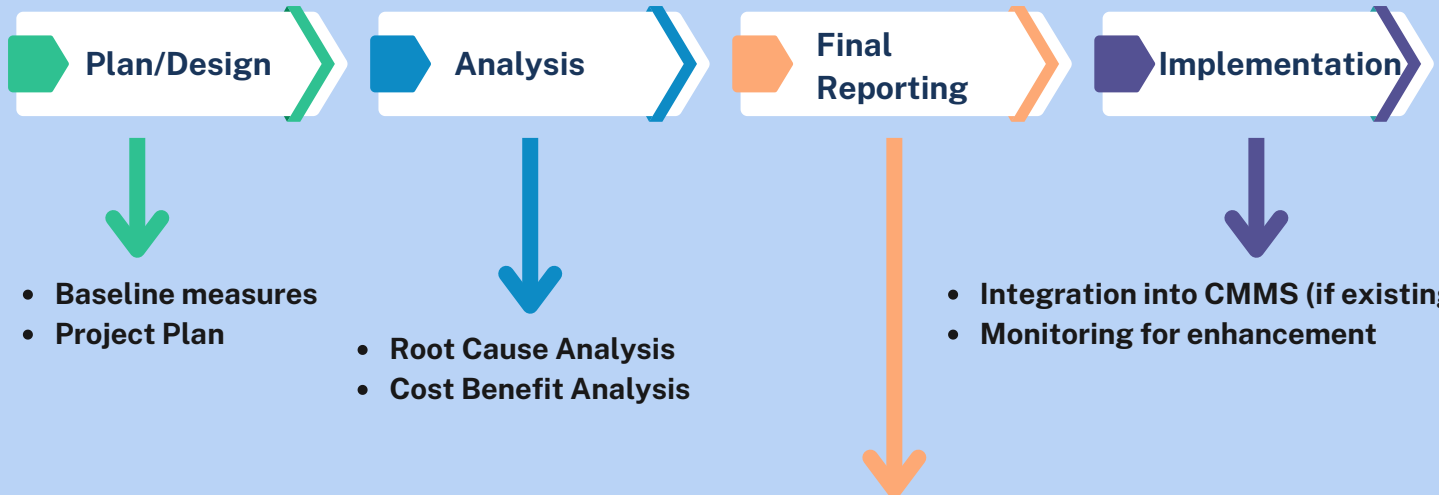 Plan/Design
Analysis
Final
Reporting
Implementation
• Baseline measures
• Project Plan
• Root Cause Analysis
• Cost Benefit Analysis
• Integration into CMMS (if existing
• Monitoring for enhancement